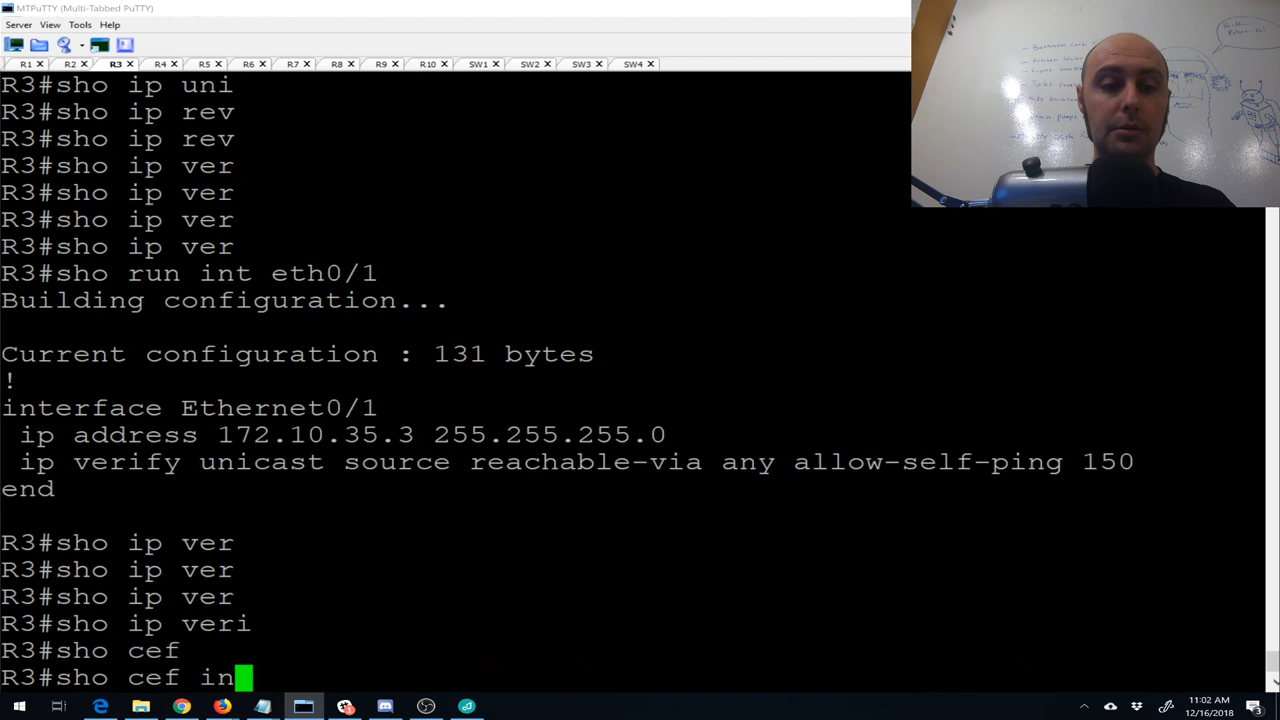 MTPuTTY (Multi-Tabbed PuTTY)
Server View Tools Help
R1 R2 R3 R4 R5 R6 R7 R8 R9 R10 SW1 SW2 SW3 SW4
R3#sho ip uni
R3#sho ip rev
R3#sho ip rev
R3#sho ip ver
R3#sho ip ver
R3#sho ip ver
R3#sho ip ver
R3#sho run int eth0/1
Building configuration...
Current configuration : 131 bytes
!
interface Ethernet0/1
ip address 172.10.35.3 255.255.255.0
ip verify unicast source reachable-via any allow-self-ping 150
end
R3#sho ip ver
R3#sho ip ver
R3#sho ip ver
R3#sho ip veri
R3#sho cef
R3#sho cef in
11:02 AM
12/16/2018
3